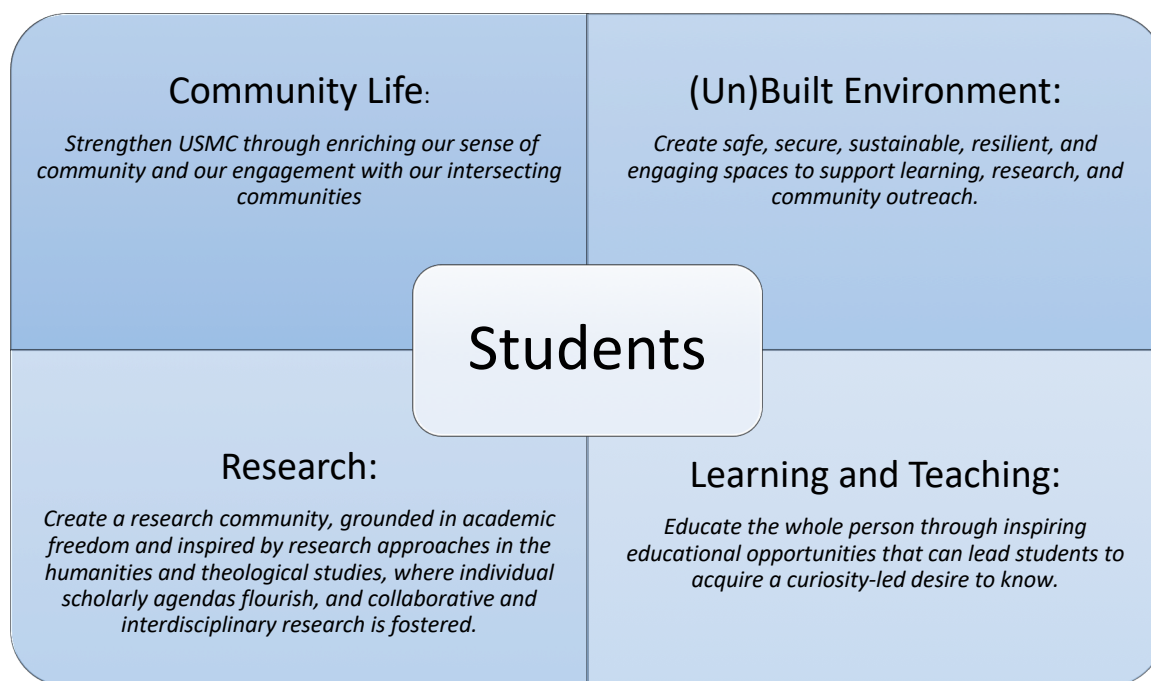 Community Life:
Strengthen USMC through enriching our sense of
community and our engagement with our intersecting
communities
(Un)Built Environment:
Create safe, secure, sustainable, resilient, and
engaging spaces to support learning, research, and
community outreach.
Students
Research:
Create a research community, grounded in academic
freedom and inspired by research approaches in the
humanities and theological studies, where individual
scholarly agendas flourish, and collaborative and
interdisciplinary research is fostered.
Learning and Teaching:
Educate the whole person through inspiring
educational opportunities that can lead students to
acquire a curiosity-led desire to know.